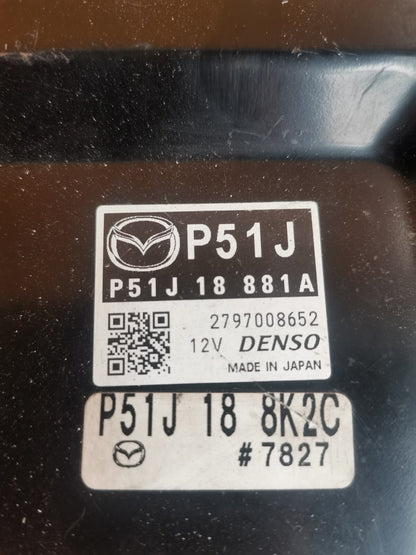 P51J
P51J 18 881A
2797008652
12V DENSO
MADE IN JAPAN
P51J 18 8K2C
#7827